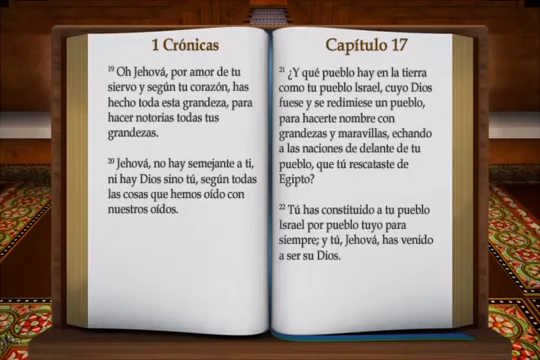 1 Crónicas
19 Oh Jehová, por amor de tu
siervo y según tu corazón, has
hecho toda esta grandeza, para
hacer notorias todas tus
grandezas.
20 Jehová, no hay semejante a ti,
ni hay Dios sino tú, según todas
las cosas que hemos oído con
nuestros oídos.
Capítulo 17
21 ¿Y qué pueblo hay en la tierra
como tu pueblo Israel, cuyo Dios
fuese y se redimiese un pueblo,
para hacerte nombre con
grandezas y maravillas, echando
a las naciones de delante de tu
pueblo, que tú rescataste de
Egipto?
22 Tú has constituido a tu pueblo
Israel por pueblo tuyo para
siempre; y tú, Jehová, has venido
a ser su Dios.